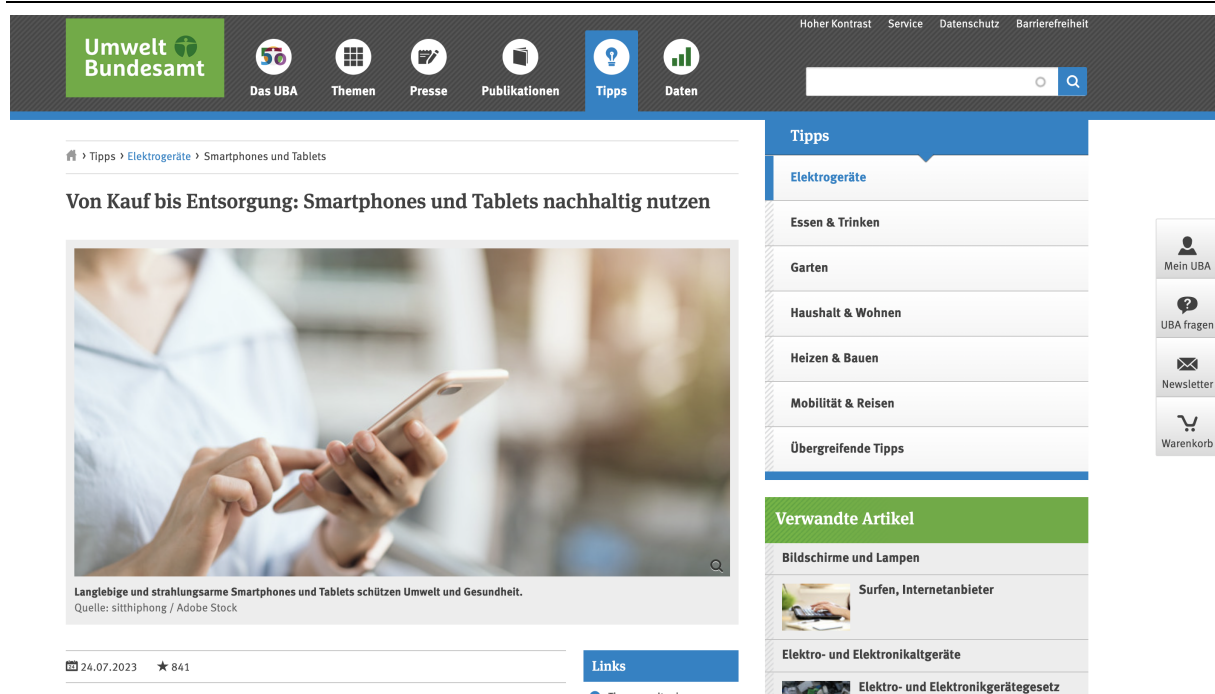 Hoher Kontrast Service Datenschutz Barrierefreiheit
Umwelt
Bundesamt
Das UBA Themen Presse Publikationen Tipps Daten
› Tipps › Elektrogeräte › Smartphones und Tablets
Von Kauf bis Entsorgung: Smartphones und Tablets nachhaltig nutzen
Langlebige und strahlungsarme Smartphones und Tablets schützen Umwelt und Gesundheit.
Quelle: sitthiphong / Adobe Stock
24.07.2023 ★ 841
Links
Tipps
Elektrogeräte
Essen & Trinken
Garten
Haushalt & Wohnen
Heizen & Bauen
Mobilität & Reisen
Übergreifende Tipps
Verwandte Artikel
Bildschirme und Lampen
Surfen, Internetanbieter
Elektro- und Elektronikaltgeräte
Elektro- und Elektronikgerätegesetz
Mein UBA
UBA fragen
Newsletter
Warenkorb